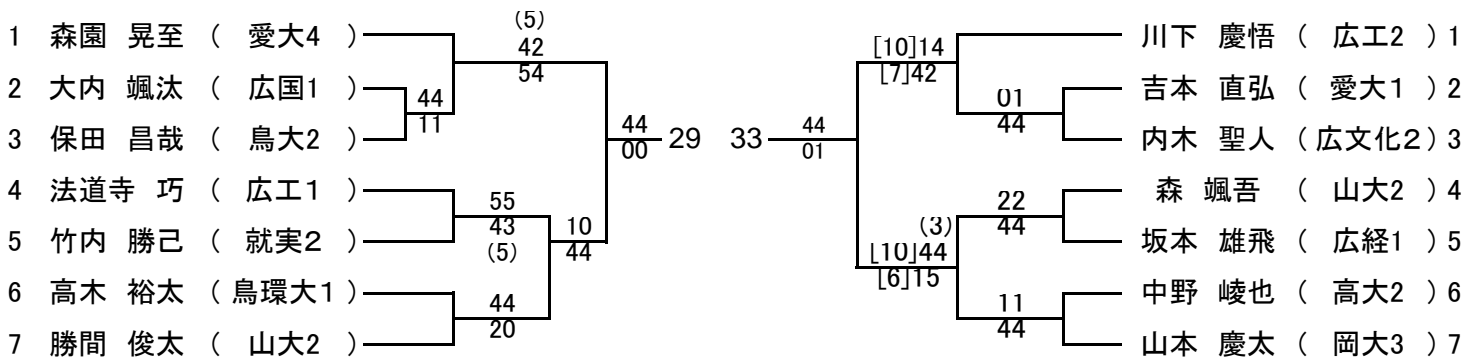 1 森園 晃至 ( 愛大4 )
2 大内 颯汰 ( 広国1 )
3 保田 昌哉 ( 鳥大2 )
4 法道寺 巧 ( 広工1 )
5 竹内 勝己 ( 就実2 )
6 高木 裕太 ( 鳥環大1 )
7 勝間 俊太 ( 山大2 )
(5)
42
54
44
11
55
43
(5)
44
20
10
44
44
00
29
33
44
01
[10]14
[7]42
01
44
22
44
(3)
[10]44
[6]15
11
44
川下 慶悟 ( 広工2 ) 1
吉本 直弘 ( 愛大1 ) 2
内木 聖人 ( 広文化2 ) 3
森 颯吾 ( 山大2 ) 4
坂本 雄飛 ( 広経1 ) 5
中野 崚也 ( 高大2 ) 6
山本 慶太 ( 岡大3 ) 7